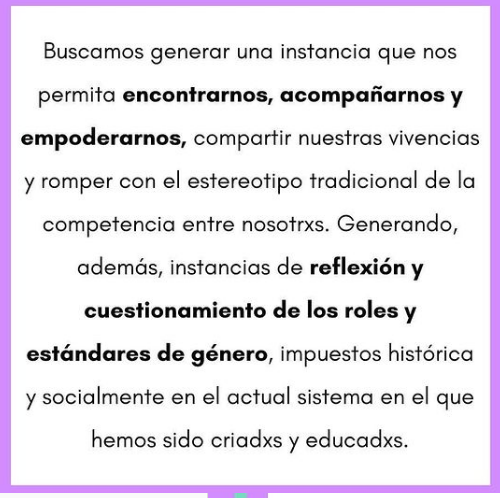 Buscamos generar una instancia que nos
permita encontrarnos, acompañarnos y
empoderarnos, compartir nuestras vivencias
y romper con el estereotipo tradicional de la
competencia entre nosotrxs. Generando,
además, instancias de reflexión y
cuestionamiento de los roles y
estándares de género, impuestos histórica
y socialmente en el actual sistema en el que
hemos sido criadxs y educadxs.